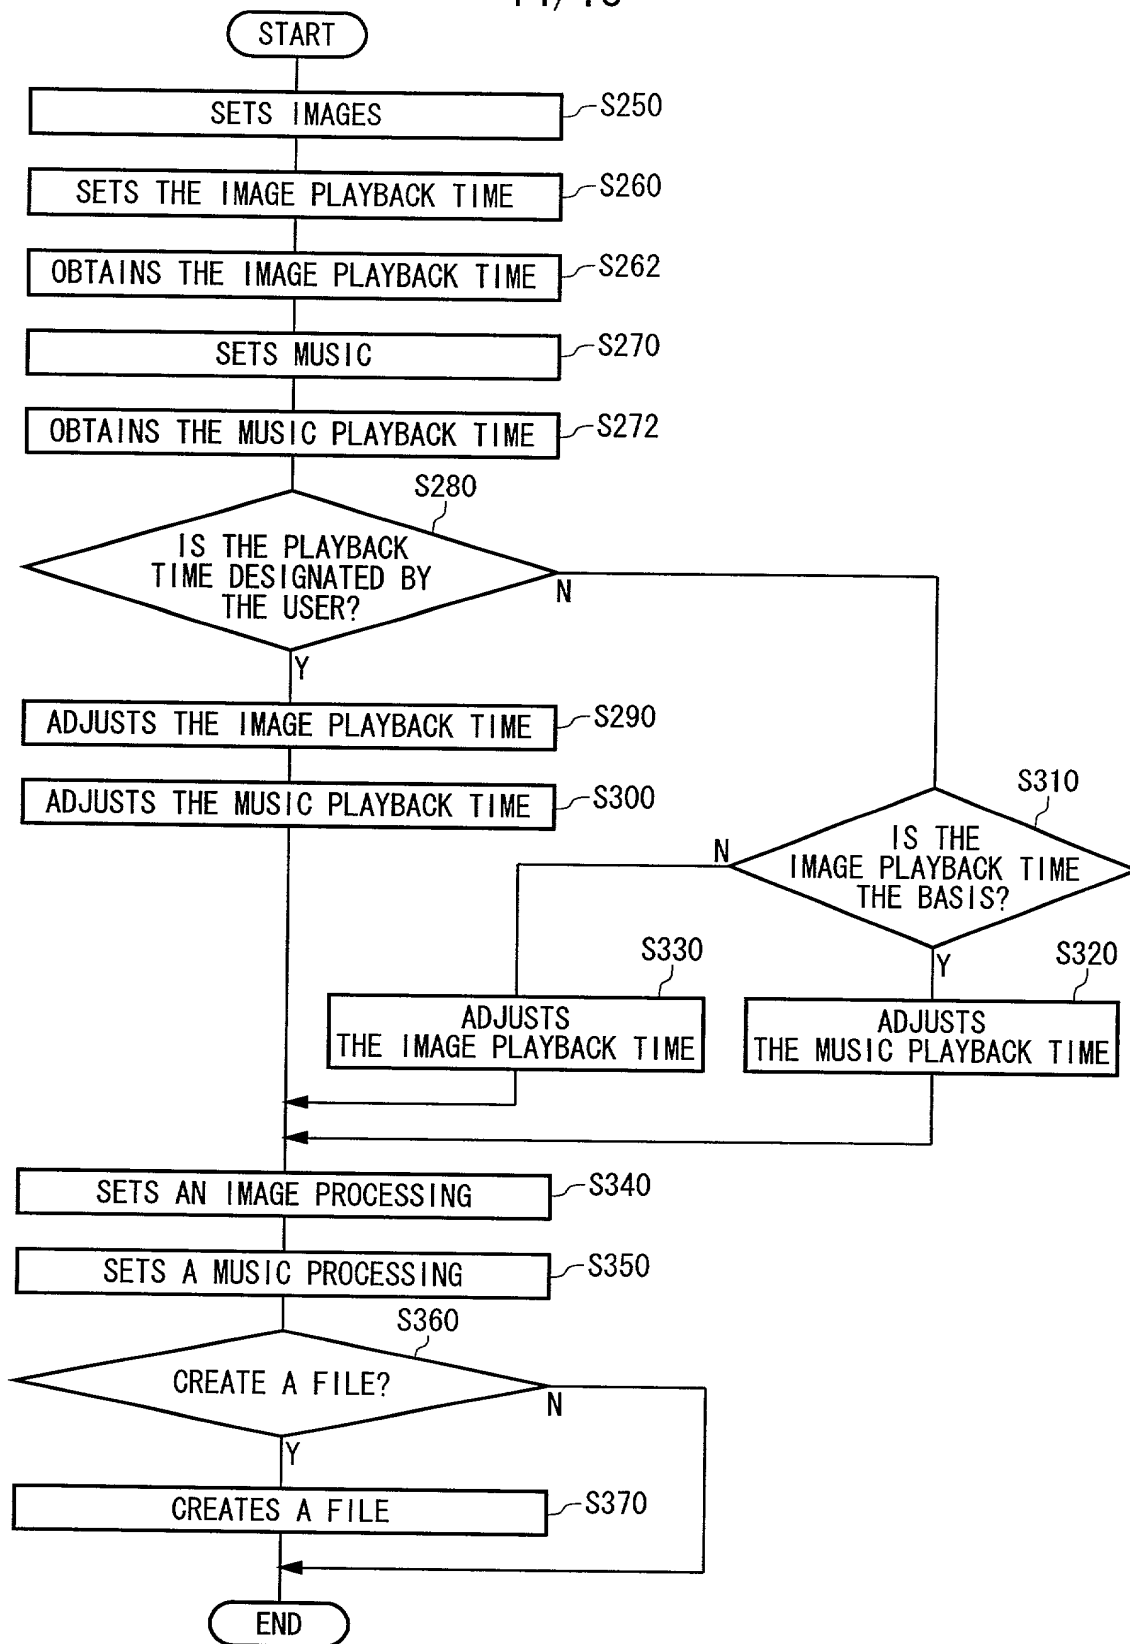 START
SETS IMAGES
S250
SETS THE IMAGE PLAYBACK TIME
S260
OBTAINS THE IMAGE PLAYBACK TIME
S262
SETS MUSIC
S270
OBTAINS THE MUSIC PLAYBACK TIME
S272
S280
IS THE PLAYBACK
TIME DESIGNATED BY
THE USER?
N
Y
ADJUSTS THE IMAGE PLAYBACK TIME
S290
ADJUSTS THE MUSIC PLAYBACK TIME
S300
S310
IS THE
IMAGE PLAYBACK TIME
THE BASIS?
N
Y
S330
ADJUSTS
THE IMAGE PLAYBACK TIME
S320
ADJUSTS
THE MUSIC PLAYBACK TIME
SETS AN IMAGE PROCESSING
S340
SETS A MUSIC PROCESSING
S350
S360
CREATE A FILE?
N
Y
CREATES A FILE
S370
END